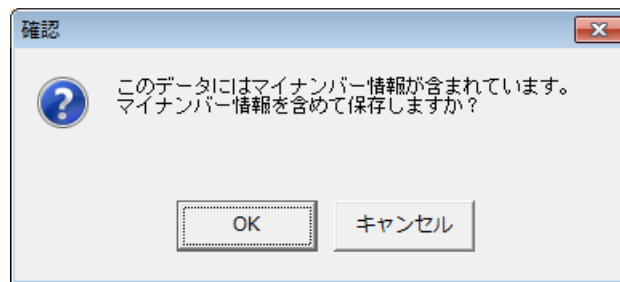 確認
このデータにはマイナンバー情報が含まれています。
マイナンバー情報を含めて保存しますか？
OK
キャンセル